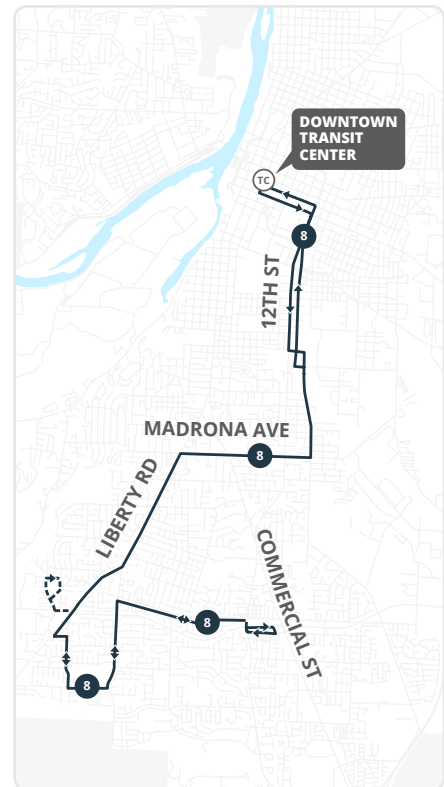 DOWNTOWN
TRANSIT
CENTER
TC
8
12TH ST
MADRONA AVE
8
LIBERTY RD
COMMERCIAL ST
8
8